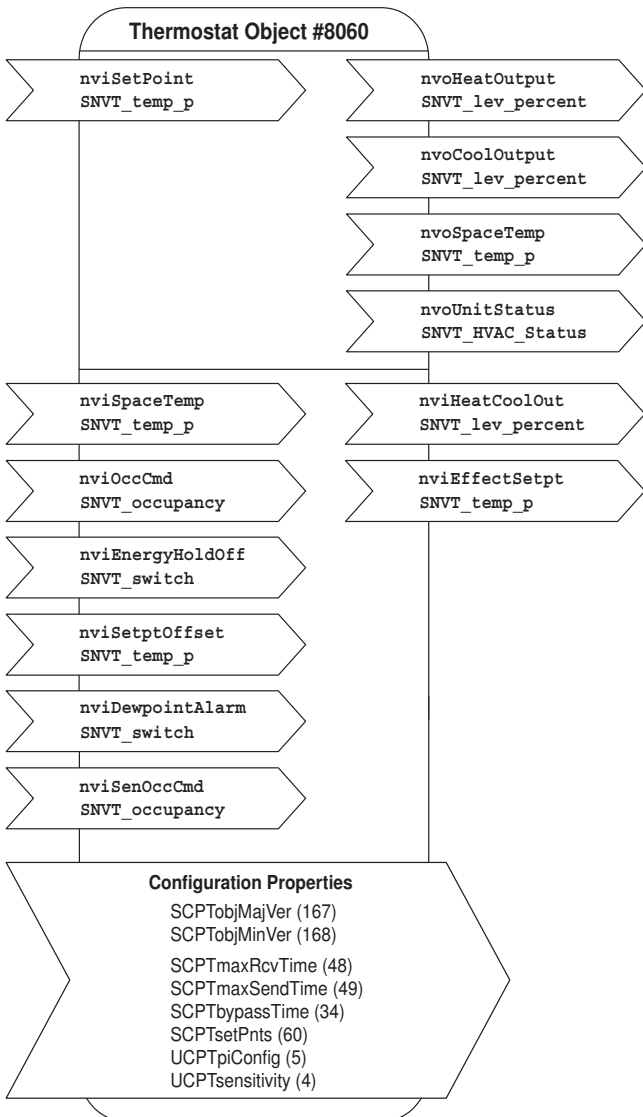 Thermostat Object #8060
nviSetPoint
SNVT_temp_p
nvoHeatOutput
SNVT_lev_percent
nvoCoolOutput
SNVT_lev_percent
nvoSpaceTemp
SNVT_temp_p
nvoUnitStatus
SNVT_HVAC_Status
nviSpaceTemp
SNVT_temp_p
nviHeatCoolOut
SNVT_lev_percent
nviOccCmd
SNVT_occupancy
nviEffectSetpt
SNVT_temp_p
nviEnergyHoldOff
SNVT_switch
nviSetptOffset
SNVT_temp_p
nviDewpointAlarm
SNVT_switch
nviSenOccCmd
SNVT_occupancy
Configuration Properties
SCPTobjMajVer (167)
SCPTobjMinVer (168)
SCPTmaxRcvTime (48)
SCPTmaxSendTime (49)
SCPTbypassTime (34)
SCPTsetPnts (60)
UCPTpiConfig (5)
UCPTsensitivity (4)